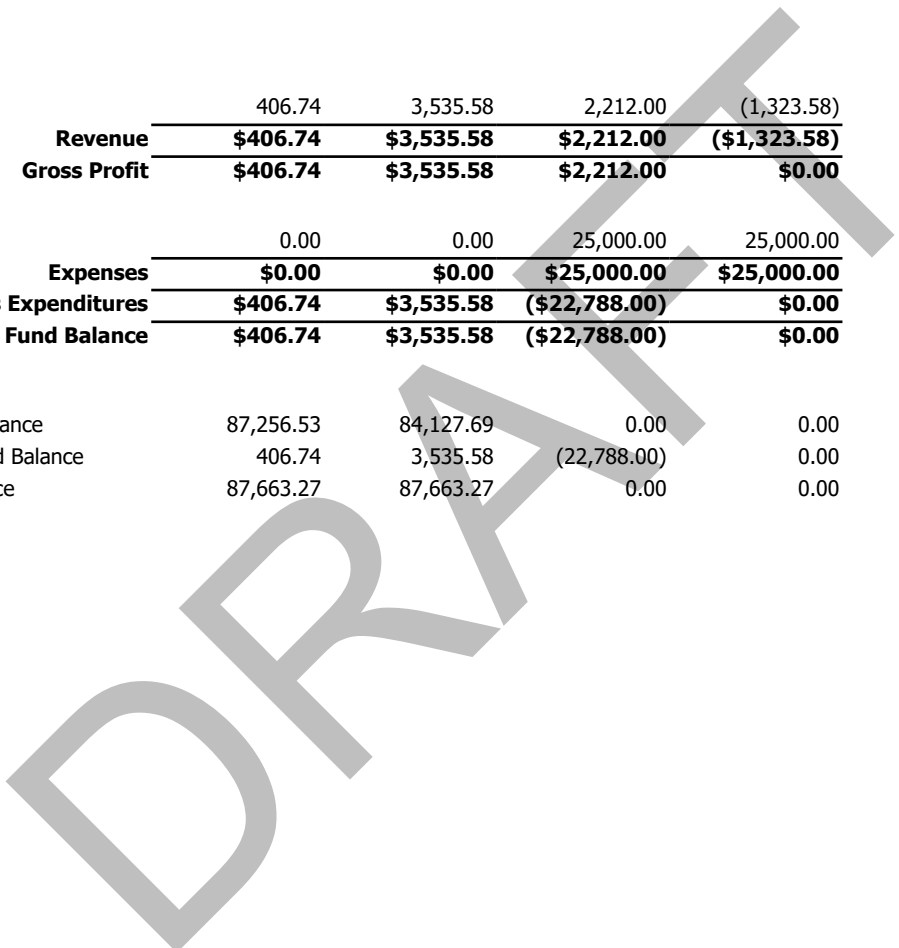 406.74 3,535.58 2,212.00 (1,323.58)
Revenue $406.74 $3,535.58 $2,212.00 ($1,323.58)
Gross Profit $406.74 $3,535.58 $2,212.00 $0.00
0.00 0.00 25,000.00 25,000.00
Expenses $0.00 $0.00 $25,000.00 $25,000.00
Expenditures $406.74 $3,535.58 ($22,788.00) $0.00
Fund Balance $406.74 $3,535.58 ($22,788.00) $0.00
87,256.53 84,127.69 0.00 0.00
Balance 406.74 3,535.58 (22,788.00) 0.00
87,663.27 87,663.27 0.00 0.00
DRAFT